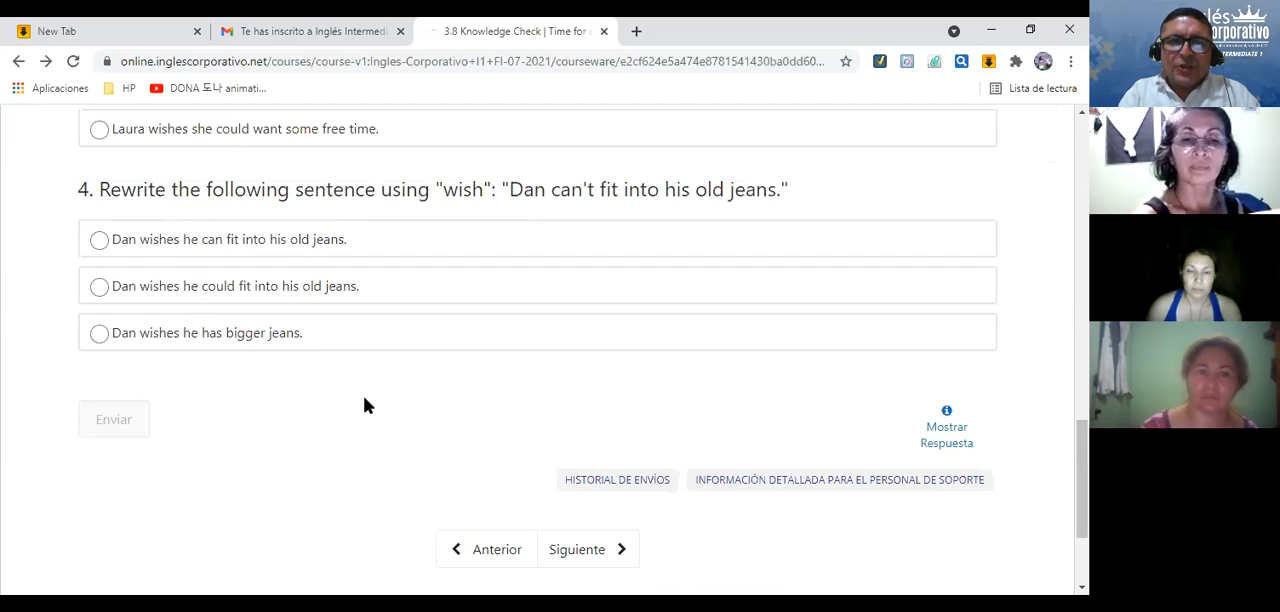 New Tab
Te has inscrito a Inglés Intermedi
3.8 Knowledge Check | Time for a
online.inglescorporativo.net/courses/course-v1:Ingles-Corporativo+I1+FI-07-2021/courseware/e2cf624e5a474e8781541430ba0dd60...
Aplicaciones
HP
DONA 도나 animati...
Lista de lectura
Laura wishes she could want some free time.
4. Rewrite the following sentence using "wish": "Dan can't fit into his old jeans."
Dan wishes he can fit into his old jeans.
Dan wishes he could fit into his old jeans.
Dan wishes he has bigger jeans.
Enviar
Mostrar
Respuesta
HISTORIAL DE ENVÍOS
INFORMACIÓN DETALLADA PARA EL PERSONAL DE SOPORTE
Anterior
Siguiente